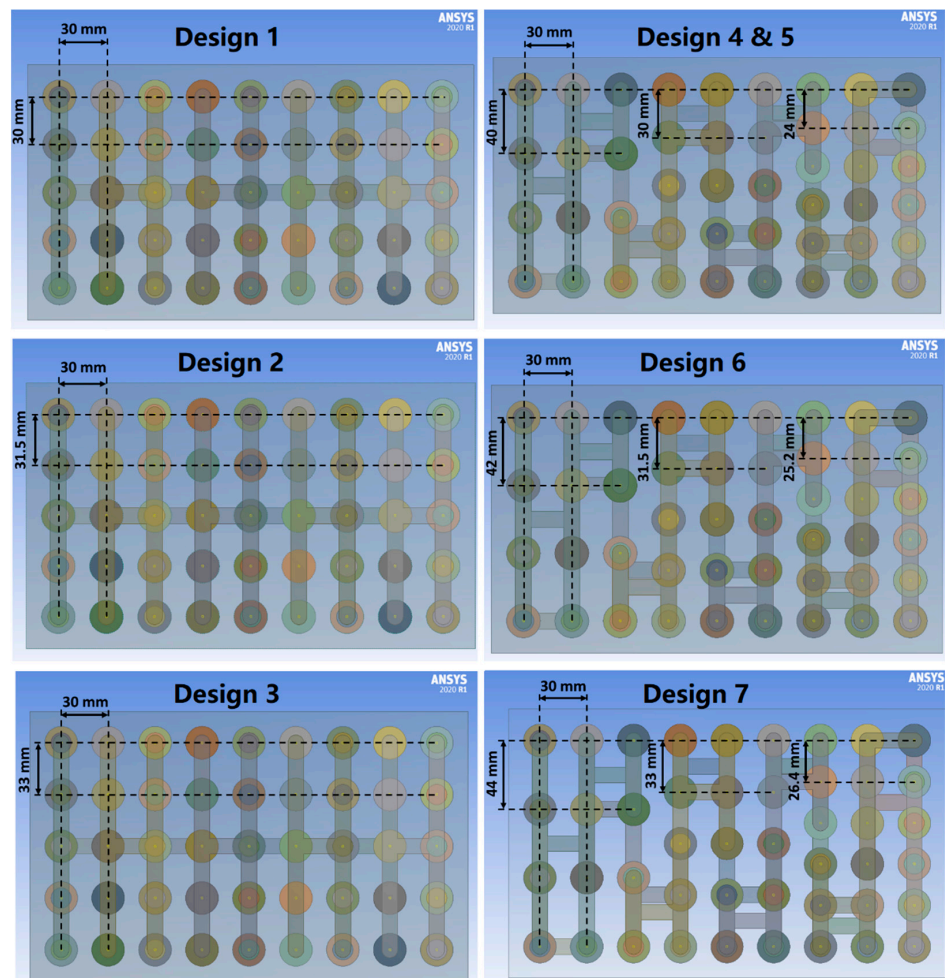 30 mm
Design 1
ANSYS
2020 R1
30 mm
30 mm
Design 4 & 5
ANSYS
2020 R1
40 mm
30 mm
24 mm
30 mm
Design 2
ANSYS
2020 R1
31.5 mm
30 mm
Design 6
ANSYS
2020 R1
42 mm
31.5 mm
25.2 mm
30 mm
Design 3
ANSYS
2020 R1
33 mm
30 mm
Design 7
ANSYS
2020 R1
44 mm
33 mm
26.4 mm